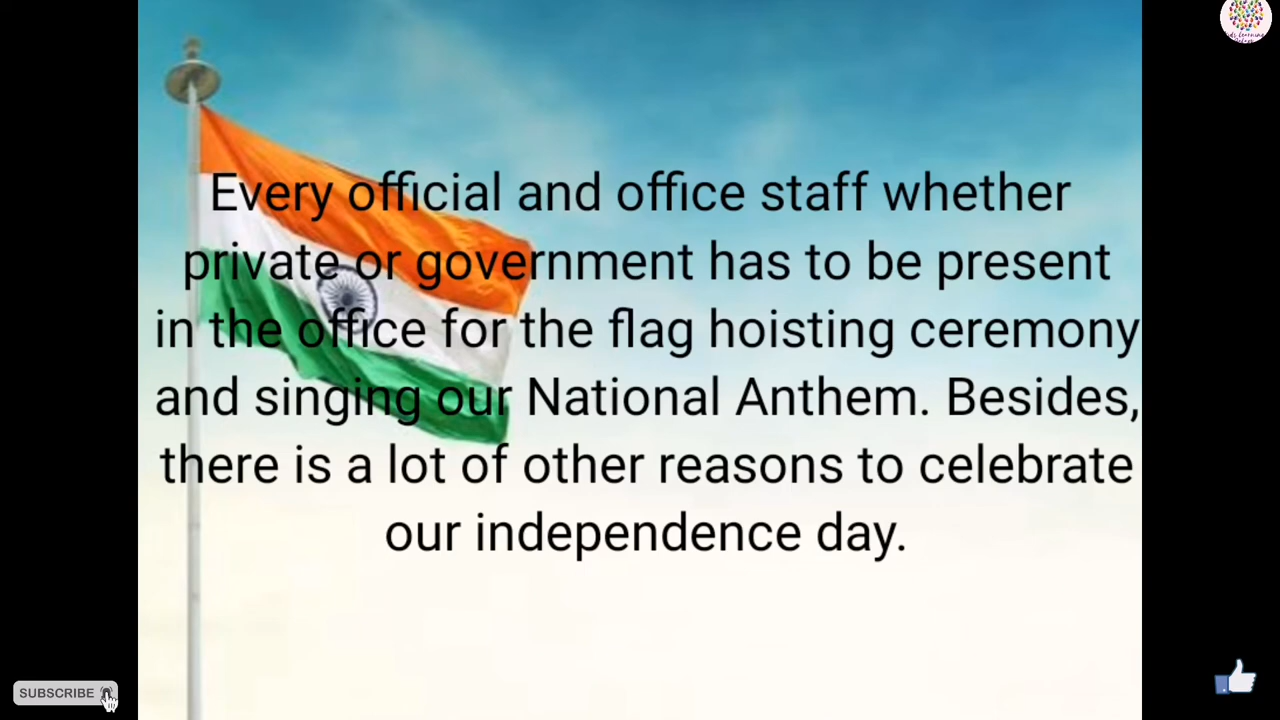 Every official and office staff whether
private or government has to be present
in the office for the flag hoisting ceremony
and singing our National Anthem. Besides,
there is a lot of other reasons to celebrate
our independence day.
SUBSCRIBE